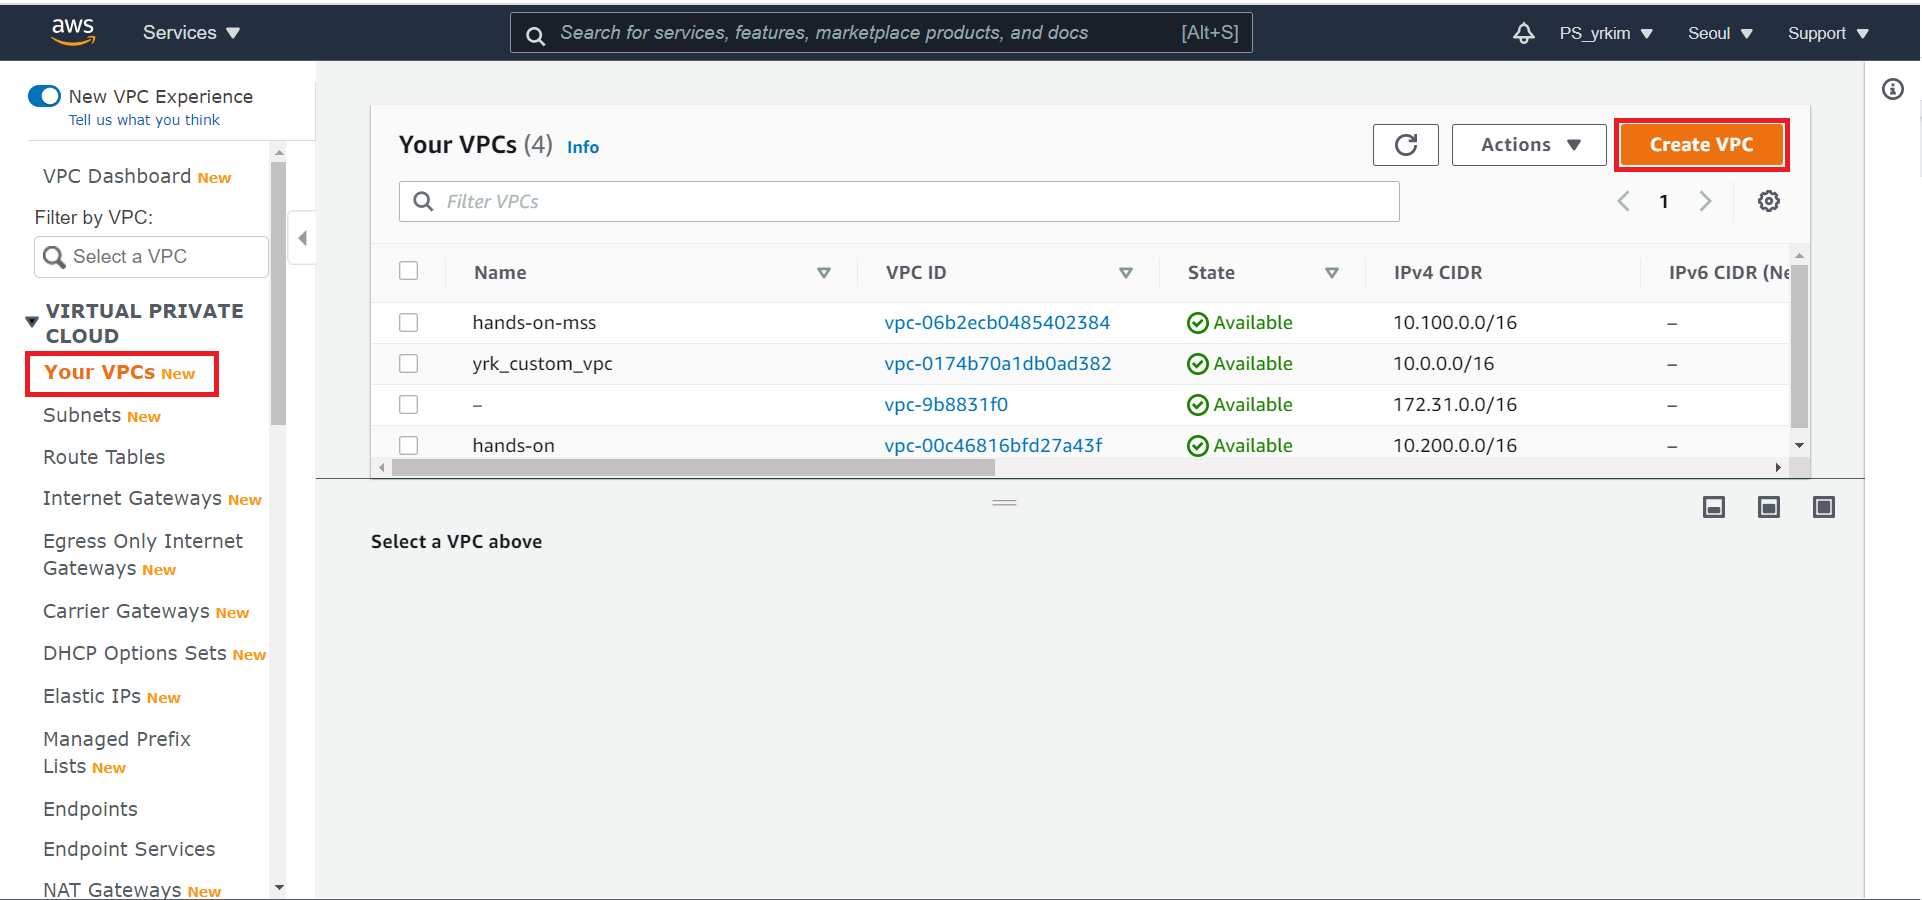 aws
Services
Search for services, features, marketplace products, and docs [Alt+S]
PS_yrkim
Seoul
Support
New VPC Experience
Tell us what you think
VPC Dashboard New
Filter by VPC:
Select a VPC
VIRTUAL PRIVATE
CLOUD
Your VPCs New
Subnets New
Route Tables
Internet Gateways New
Egress Only Internet
Gateways New
Carrier Gateways New
DHCP Options Sets New
Elastic IPs New
Managed Prefix
Lists New
Endpoints
Endpoint Services
NAT Gateways New
Your VPCs (4) Info
Actions
Create VPC
Filter VPCs
1
Name VPC ID State IPv4 CIDR IPv6 CIDR (Ne
hands-on-mss vpc-06b2ecb0485402384 Available 10.100.0.0/16 –
yrk_custom_vpc vpc-0174b70a1db0ad382 Available 10.0.0.0/16 –
– vpc-9b8831f0 Available 172.31.0.0/16 –
hands-on vpc-00c46816bfd27a43f Available 10.200.0.0/16 –
Select a VPC above